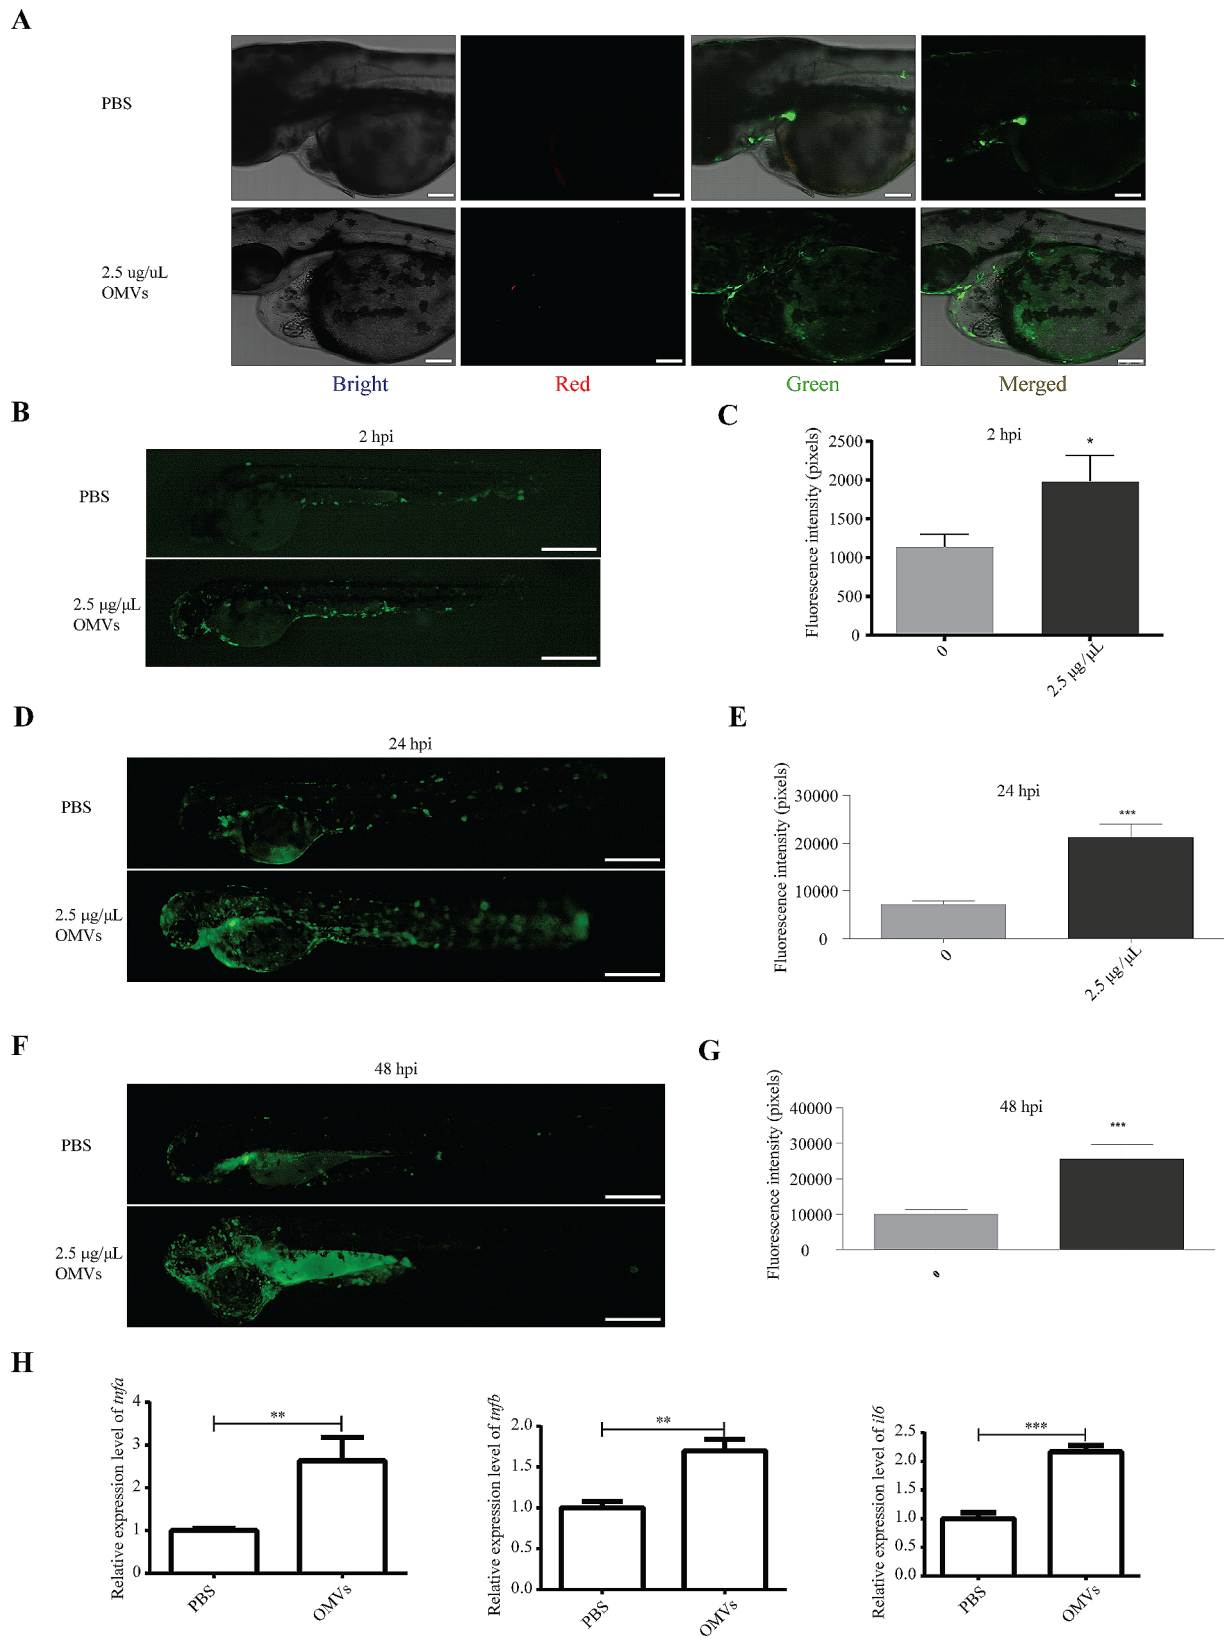 A
PBS
2.5 ug/uL
OMVs
Bright
Red
Green
Merged
B
2 hpi
PBS
2.5 µg/µL
OMVs
C
2 hpi
Fluorescence intensity (pixels)
2500
2000
1500
1000
500
0
*
0
2.5 µg/µL
D
24 hpi
PBS
2.5 µg/µL
OMVs
E
24 hpi
Fluorescence intensity (pixels)
30000
20000
10000
0
***
0
2.5 µg/µL
F
48 hpi
PBS
2.5 µg/µL
OMVs
G
48 hpi
Fluorescence intensity (pixels)
40000
30000
20000
10000
0
***
0
H
Relative expression level of tnfa
4
3
2
1
0
**
PBS
OMVs
Relative expression level of tnfb
2.0
1.5
1.0
0.5
0.0
**
PBS
OMVs
Relative expression level of il6
2.5
2.0
1.5
1.0
0.5
0.0
***
PBS
OMVs